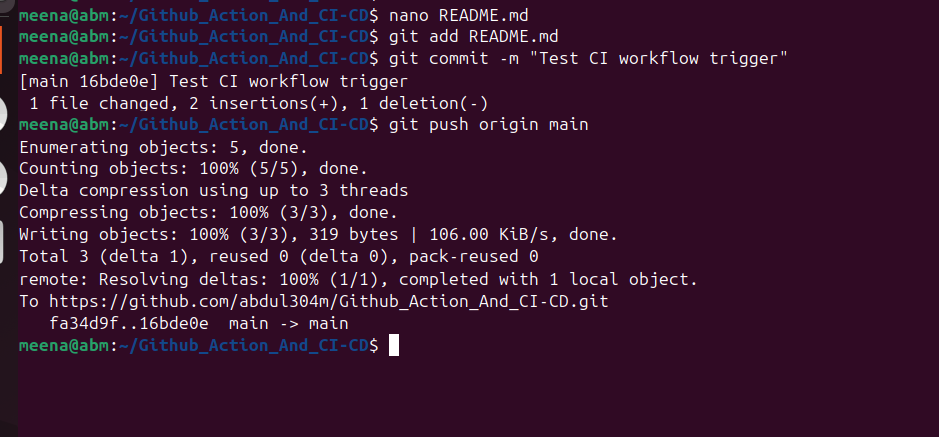 meena@abm:~/Github_Action_And_CI-CD$ nano README.md
meena@abm:~/Github_Action_And_CI-CD$ git add README.md
meena@abm:~/Github_Action_And_CI-CD$ git commit -m "Test CI workflow trigger"
[main 16bde0e] Test CI workflow trigger
 1 file changed, 2 insertions(+), 1 deletion(-)
meena@abm:~/Github_Action_And_CI-CD$ git push origin main
Enumerating objects: 5, done.
Counting objects: 100% (5/5), done.
Delta compression using up to 3 threads
Compressing objects: 100% (3/3), done.
Writing objects: 100% (3/3), 319 bytes | 106.00 KiB/s, done.
Total 3 (delta 1), reused 0 (delta 0), pack-reused 0
remote: Resolving deltas: 100% (1/1), completed with 1 local object.
To https://github.com/abdul304m/Github_Action_And_CI-CD.git
   fa34d9f..16bde0e  main -> main
meena@abm:~/Github_Action_And_CI-CD$